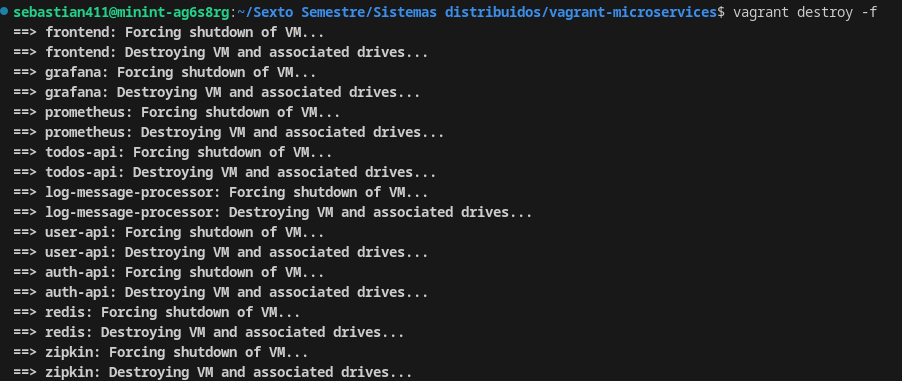 sebastian411@minint-ag6s8rg:~/Sexto Semestre/Sistemas distribuidos/vagrant-microservices$ vagrant destroy -f
==> frontend: Forcing shutdown of VM...
==> frontend: Destroying VM and associated drives...
==> grafana: Forcing shutdown of VM...
==> grafana: Destroying VM and associated drives...
==> prometheus: Forcing shutdown of VM...
==> prometheus: Destroying VM and associated drives...
==> todos-api: Forcing shutdown of VM...
==> todos-api: Destroying VM and associated drives...
==> log-message-processor: Forcing shutdown of VM...
==> log-message-processor: Destroying VM and associated drives...
==> user-api: Forcing shutdown of VM...
==> user-api: Destroying VM and associated drives...
==> auth-api: Forcing shutdown of VM...
==> auth-api: Destroying VM and associated drives...
==> redis: Forcing shutdown of VM...
==> redis: Destroying VM and associated drives...
==> zipkin: Forcing shutdown of VM...
==> zipkin: Destroying VM and associated drives...